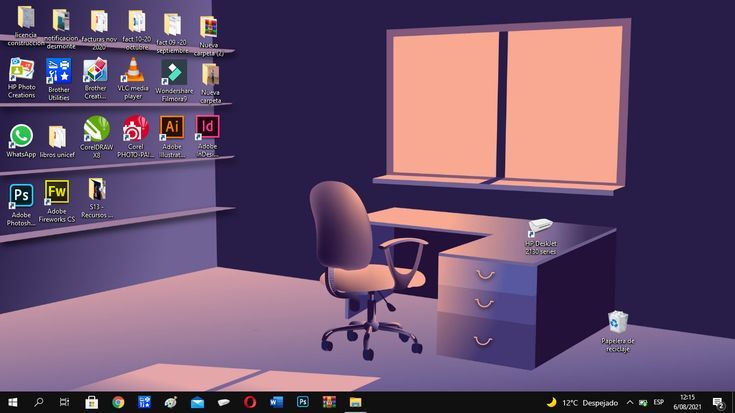 licencia
construccion
notificacion
desmonte
facturas nov
2020
fact 10-20
octubre
fact 09 -20
septiembre...
Nueva
carpeta (2)
HP Photo
Creations
Brother
Utilities
Brother
Creati...
VLC media
player
Wondershare
Filmora9
Nueva
carpeta
WhatsApp
libros unicef
CorelDRAW
X8
Corel
PHOTO-PAI...
Ai
Adobe
Illustrat...
Id
Adobe
InDesi...
Ps
Adobe
Photosh...
Fw
Adobe
Fireworks CS
S13 -
Recursos ...
HP DeskJet
2130 series
Papelera de
reciclaje
W
Ps
12°C Despejado
ESP
12:15
6/08/2021
2